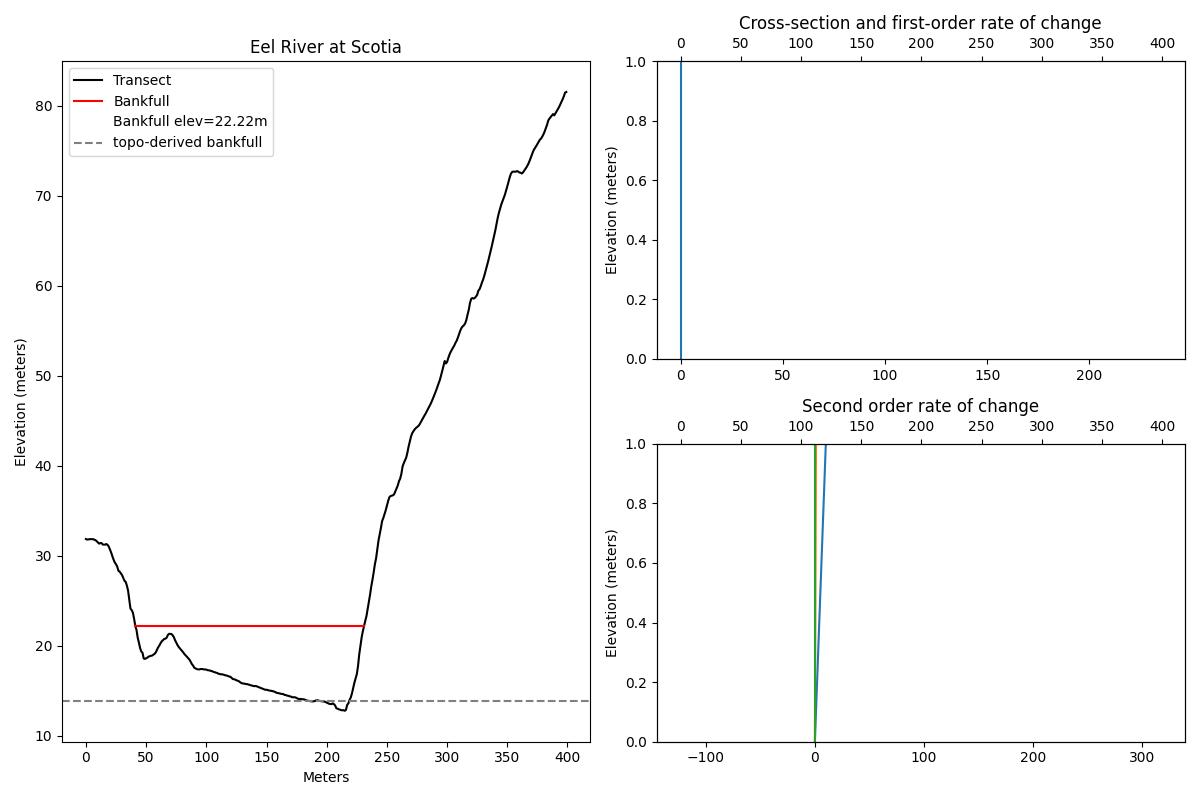 Eel River at Scotia
Transect
Bankfull
Bankfull elev=22.22m
topo-derived bankfull
80
70
60
50
40
30
20
10
Elevation (meters)
0 50 100 150 200 250 300 350 400
Meters
Cross-section and first-order rate of change
0 50 100 150 200 250 300 350 400
1.0
0.8
0.6
0.4
0.2
0.0
Elevation (meters)
0 50 100 150 200
Second order rate of change
0 50 100 150 200 250 300 350 400
1.0
0.8
0.6
0.4
0.2
0.0
Elevation (meters)
−100 0 100 200 300